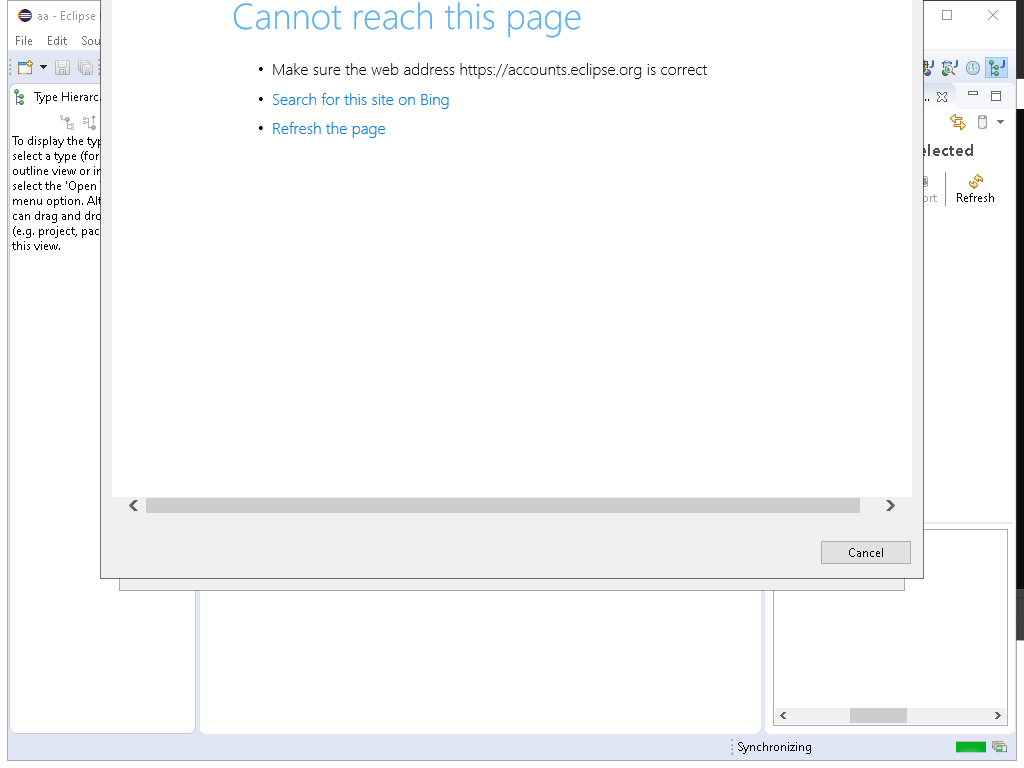 aa - Eclipse
File Edit Sou
Type Hierarc
To display the typ
select a type (for
outline view or in
select the 'Open
menu option. Alt
can drag and dro
(e.g. project, pac
this view.
Cannot reach this page
• Make sure the web address https://accounts.eclipse.org is correct
• Search for this site on Bing
• Refresh the page
Cancel
elected
ort Refresh
Synchronizing